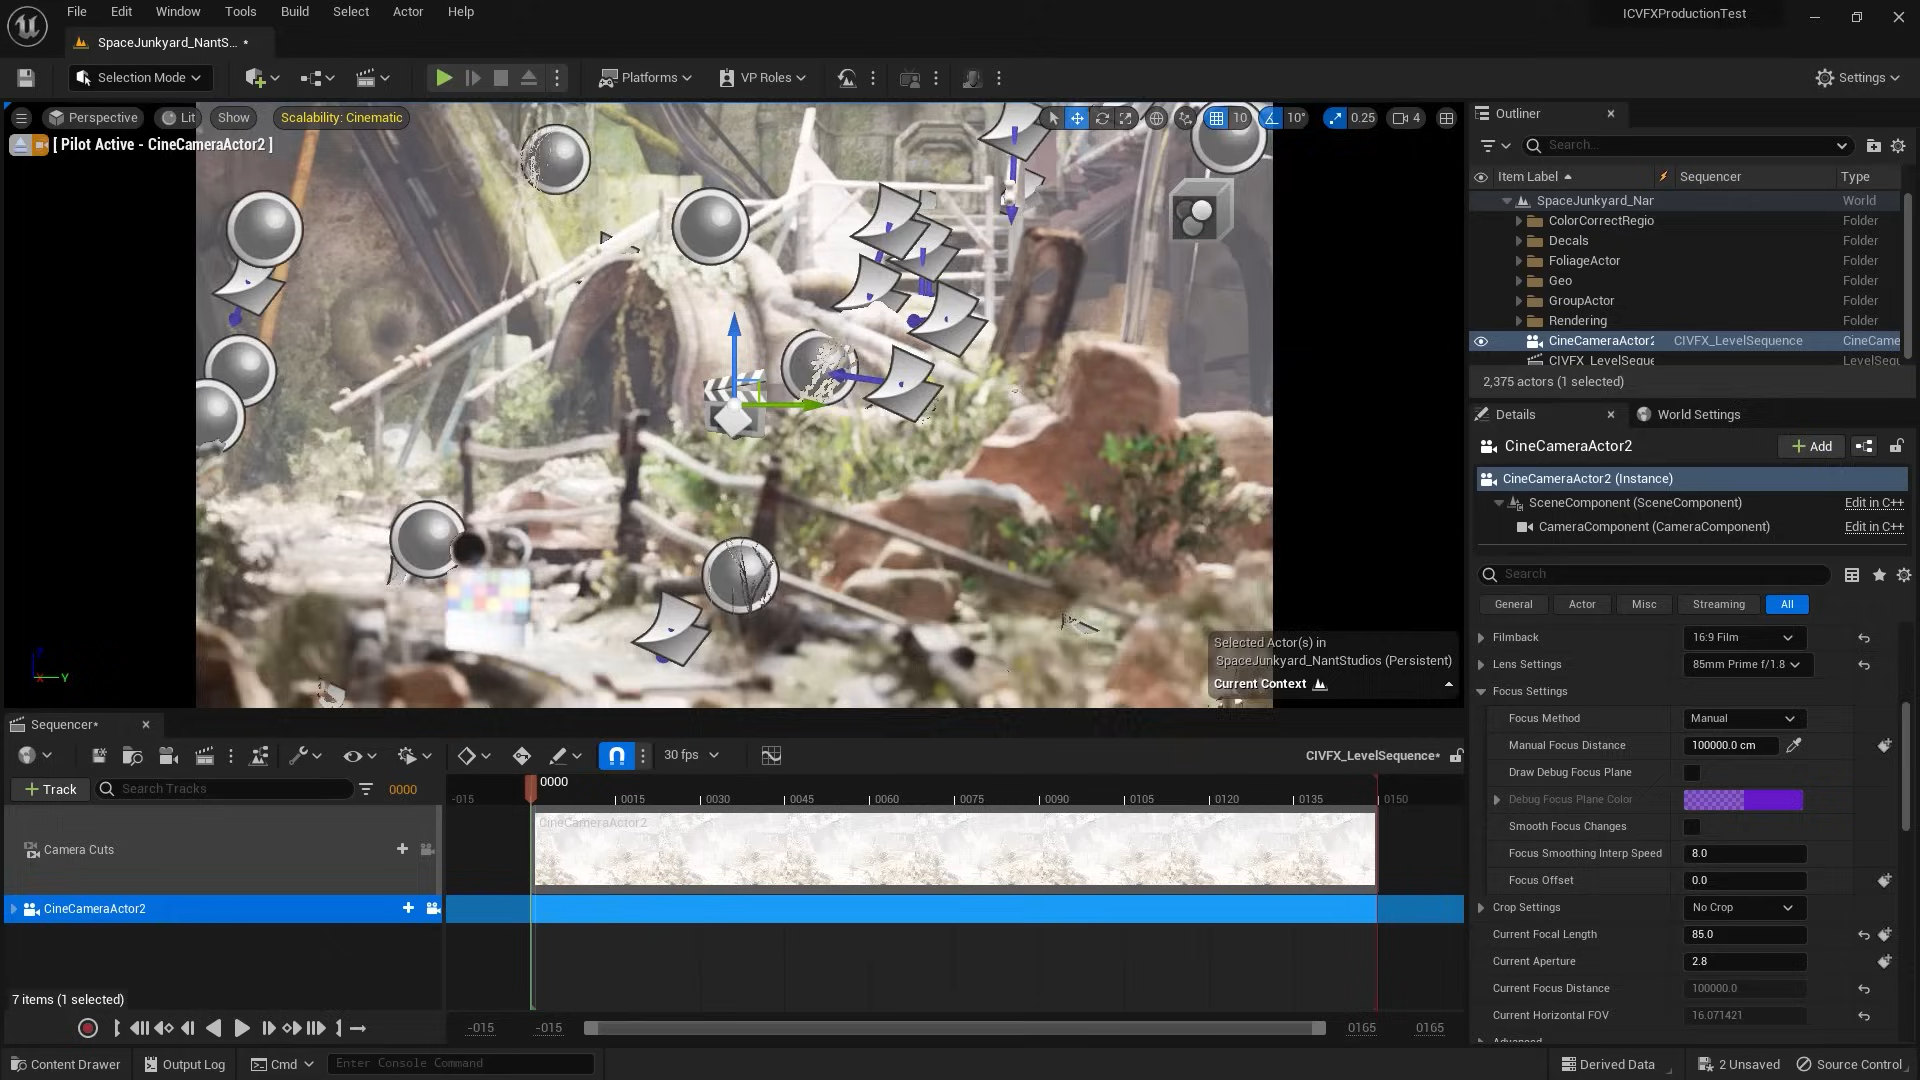 File Edit Window Tools Build Select Actor Help
ICVFXProductionTest
SpaceJunkyard_NantS... •
Selection Mode
Platforms
VP Roles
Settings
Perspective Lit Show Scalability: Cinematic
10 10° 0.25 4
[ Pilot Active - CineCameraActor2 ]
Y
Selected Actor(s) in
SpaceJunkyard_NantStudios (Persistent)
Current Context
Outliner
Search...
Item Label Sequencer Type
SpaceJunkyard_Nar World
ColorCorrectRegio Folder
Decals Folder
FoliageActor Folder
Geo Folder
GroupActor Folder
Rendering Folder
CineCameraActor2 CIVFX_LevelSequence CineCame
CIVFX_LevelSeque LevelSequ
2,375 actors (1 selected)
Details World Settings
CineCameraActor2
Add
CineCameraActor2 (Instance)
SceneComponent (SceneComponent) Edit in C++
CameraComponent (CameraComponent) Edit in C++
Search
General Actor Misc Streaming All
Filmback 16:9 Film
Lens Settings 85mm Prime f/1.8
Focus Settings
Focus Method Manual
Manual Focus Distance 100000.0 cm
Draw Debug Focus Plane
Debug Focus Plane Color
Smooth Focus Changes
Focus Smoothing Interp Speed 8.0
Focus Offset 0.0
Crop Settings No Crop
Current Focal Length 85.0
Current Aperture 2.8
Current Focus Distance 100000.0
Current Horizontal FOV 16.071421
Advanced
Sequencer*
30 fps
CIVFX_LevelSequence*
Track
Search Tracks
0000
0000
-015 0015 0030 0045 0060 0075 0090 0105 0120 0135 0150
Camera Cuts
CineCameraActor2
CineCameraActor2
7 items (1 selected)
-015 -015 0165 0165
Content Drawer
Output Log
Cmd
Enter Console Command
Derived Data
2 Unsaved
Source Control